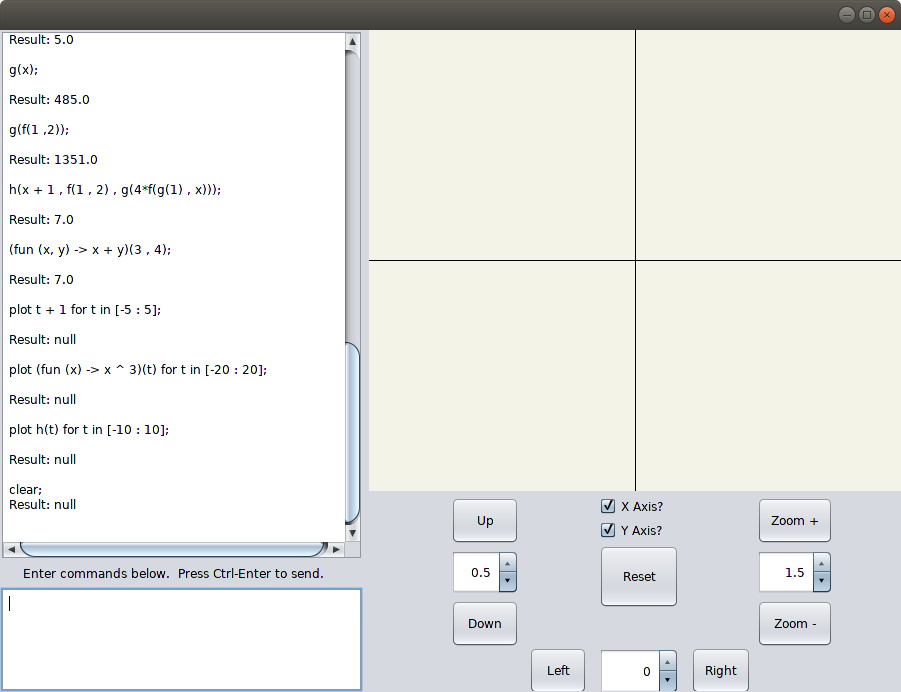 Result: 5.0
g(x);
Result: 485.0
g(f(1 ,2));
Result: 1351.0
h(x + 1 , f(1 , 2) , g(4*f(g(1) , x)));
Result: 7.0
(fun (x, y) -> x + y)(3 , 4);
Result: 7.0
plot t + 1 for t in [-5 : 5];
Result: null
plot (fun (x) -> x ^ 3)(t) for t in [-20 : 20];
Result: null
plot h(t) for t in [-10 : 10];
Result: null
clear;
Result: null
Enter commands below.  Press Ctrl-Enter to send.
Up
0.5
Down
X Axis?
Y Axis?
Reset
Zoom +
1.5
Zoom -
Left
0
Right